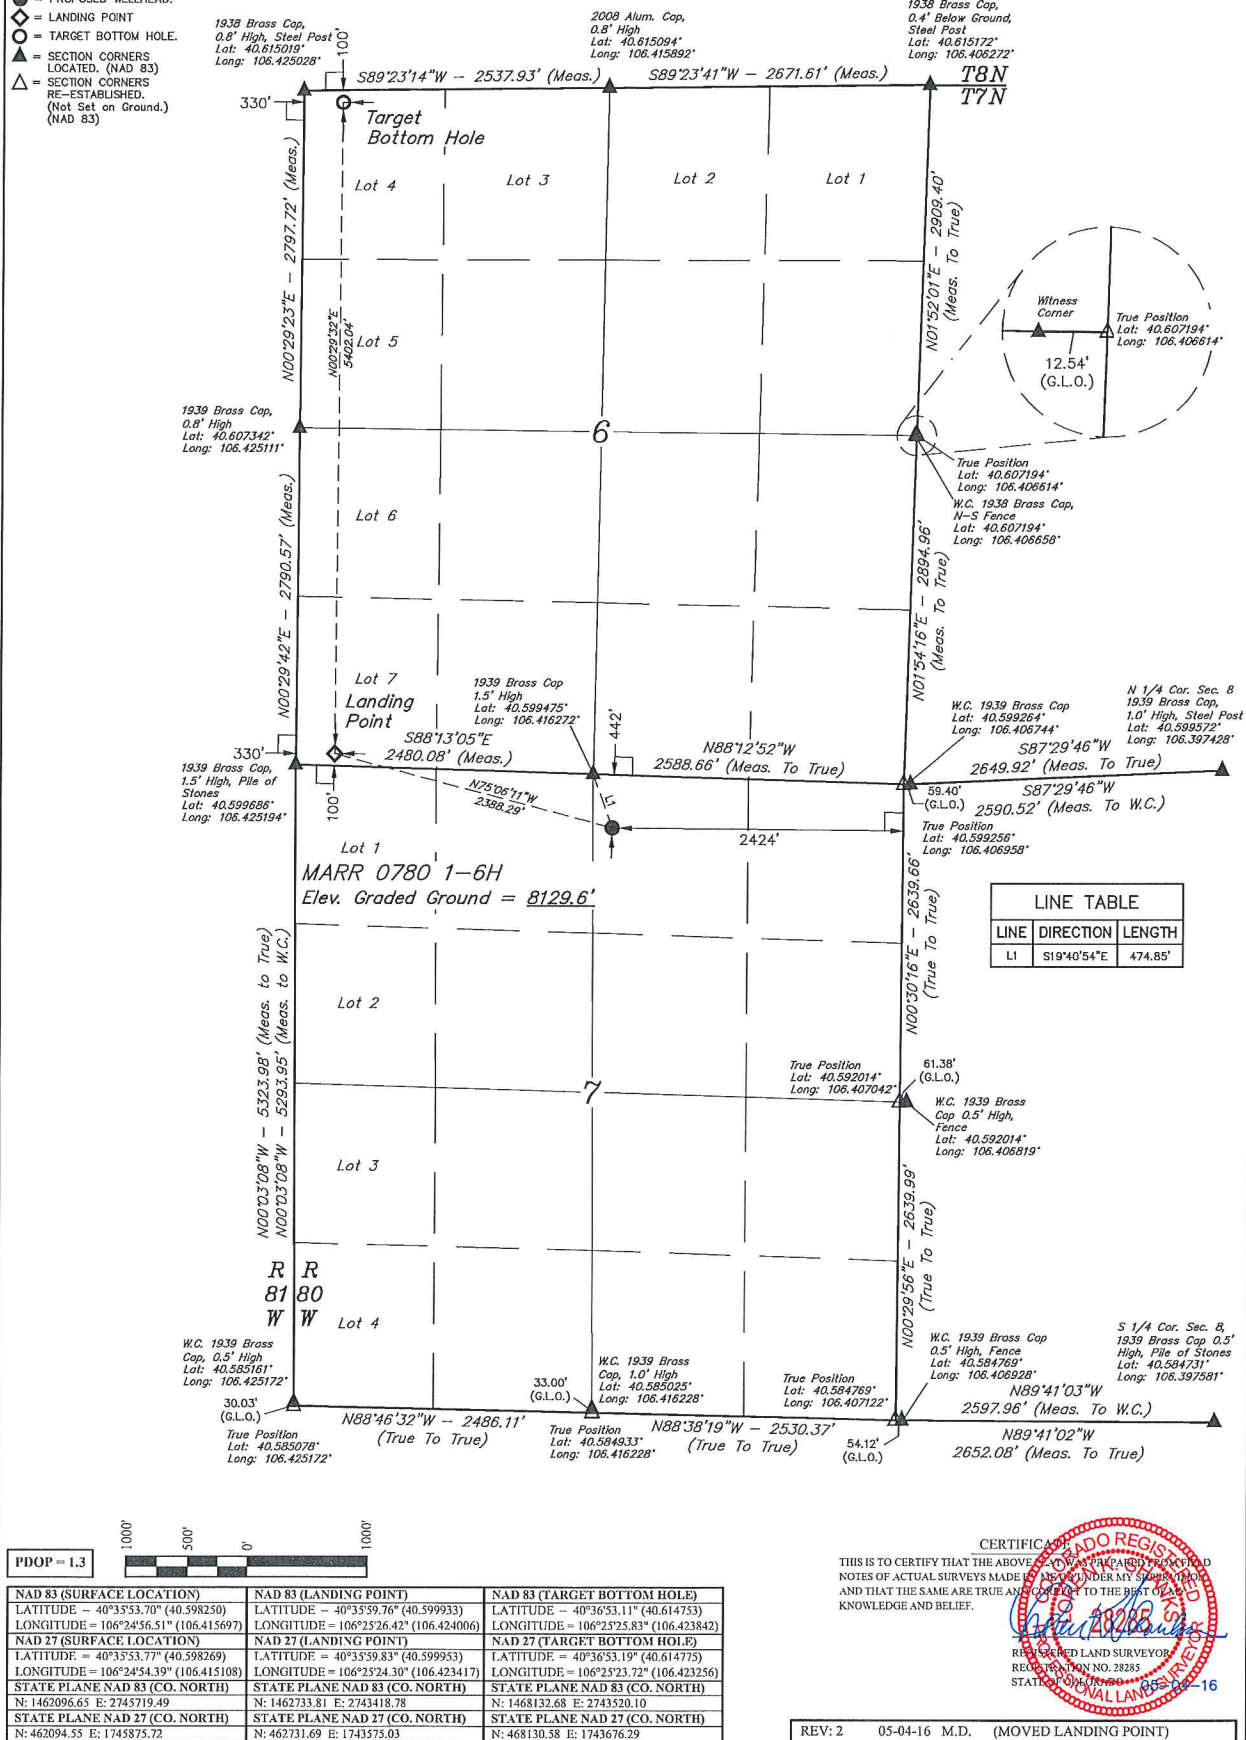 = PROPOSED WELLHEAD.
= LANDING POINT
= TARGET BOTTOM HOLE.
= SECTION CORNERS
LOCATED. (NAD 83)
= SECTION CORNERS
RE-ESTABLISHED.
(Not Set on Ground.)
(NAD 83)
1938 Brass Cap,
0.8' High, Steel Post
Lat: 40.615019°
Long: 106.425028°
100'
2008 Alum. Cap,
0.8' High
Lat: 40.615094°
Long: 106.415892°
1938 Brass Cap,
0.4' Below Ground,
Steel Post
Lat: 40.615172°
Long: 106.406272°
S89°23'14"W - 2537.93' (Meas.)
S89°23'41"W - 2671.61' (Meas.)
T8N
T7N
330'
Target
Bottom Hole
Lot 4
Lot 3
Lot 2
Lot 1
N00°29'23"E - 2797.72' (Meas.)
N01°52'01"E - 2909.40'
(Meas. To True)
Witness
Corner
True Position
Lat: 40.607194°
Long: 106.406614°
12.54'
(G.L.O.)
N00°29'32"E
5402.04'
Lot 5
1939 Brass Cap,
0.8' High
Lat: 40.607342°
Long: 106.425111°
6
True Position
Lat: 40.607194°
Long: 106.406614°
W.C. 1938 Brass Cap,
N-S Fence
Lat: 40.607194°
Long: 106.406658°
Lot 6
N00°29'42"E - 2790.57' (Meas.)
N01°54'16"E - 2894.96'
(Meas. To True)
Lot 7
Landing
Point
1939 Brass Cap
1.5' High
Lat: 40.599475°
Long: 106.416272°
442'
W.C. 1939 Brass Cap
Lat: 40.599264°
Long: 106.406744°
N 1/4 Cor. Sec. 8
1939 Brass Cap,
1.0' High, Steel Post
Lat: 40.599572°
Long: 106.397428°
330'
S88°13'05"E
2480.08' (Meas.)
N88°12'52"W
2588.66' (Meas. To True)
S87°29'46"W
2649.92' (Meas. To True)
S87°29'46"W
2590.52' (Meas. To W.C.)
59.40'
(G.L.O.)
1939 Brass Cap,
1.5' High, Pile of
Stones
Lat: 40.599686°
Long: 106.425194°
100'
N75°06'11"W
2388.29'
L1
2424'
True Position
Lat: 40.599256°
Long: 106.406958°
Lot 1
MARR 0780 1-6H
Elev. Graded Ground = 8129.6'
LINE TABLE
LINE DIRECTION LENGTH
L1 S19°40'54"E 474.85'
N00°03'08"W - 5323.98' (Meas. to True)
N00°03'08"W - 5293.95' (Meas. to W.C.)
N00°30'16"E - 2639.66'
(True To True)
Lot 2
7
True Position
Lat: 40.592014°
Long: 106.407042°
61.38'
(G.L.O.)
W.C. 1939 Brass
Cap 0.5' High,
Fence
Lat: 40.592014°
Long: 106.406819°
Lot 3
N00°29'56"E - 2639.99'
(True To True)
R R
81 80
W W
Lot 4
W.C. 1939 Brass
Cap, 0.5' High
Lat: 40.585161°
Long: 106.425172°
W.C. 1939 Brass
Cap, 1.0' High
Lat: 40.585025°
Long: 106.416228°
33.00'
(G.L.O.)
True Position
Lat: 40.584769°
Long: 106.407122°
W.C. 1939 Brass Cap
0.5' High, Fence
Lat: 40.584769°
Long: 106.406928°
S 1/4 Cor. Sec. 8,
1939 Brass Cap 0.5'
High, Pile of Stones
Lat: 40.584731°
Long: 106.397581°
30.03'
(G.L.O.)
True Position
Lat: 40.585078°
Long: 106.425172°
N88°46'32"W - 2486.11'
(True To True)
True Position
Lat: 40.584933°
Long: 106.416228°
N88°38'19"W - 2530.37'
(True To True)
54.12'
(G.L.O.)
N89°41'03"W
2597.96' (Meas. To W.C.)
N89°41'02"W
2652.08' (Meas. To True)
PDOP = 1.3
1000' 500' 0' 1000'
NAD 83 (SURFACE LOCATION) NAD 83 (LANDING POINT) NAD 83 (TARGET BOTTOM HOLE)
LATITUDE - 40°35'53.70" (40.598250) LATITUDE - 40°35'59.76" (40.599933) LATITUDE - 40°36'53.11" (40.614753)
LONGITUDE = 106°24'56.51" (106.415697) LONGITUDE = 106°25'26.42" (106.424006) LONGITUDE = 106°25'25.83" (106.423842)
NAD 27 (SURFACE LOCATION) NAD 27 (LANDING POINT) NAD 27 (TARGET BOTTOM HOLE)
LATITUDE = 40°35'53.77" (40.598269) LATITUDE = 40°35'59.83" (40.599953) LATITUDE = 40°36'53.19" (40.614775)
LONGITUDE = 106°24'54.39" (106.415108) LONGITUDE = 106°25'24.30" (106.423417) LONGITUDE = 106°25'23.72" (106.423256)
STATE PLANE NAD 83 (CO. NORTH) STATE PLANE NAD 83 (CO. NORTH) STATE PLANE NAD 83 (CO. NORTH)
N: 1462096.65 E: 2745719.49 N: 1462733.81 E: 2743418.78 N: 1468132.68 E: 2743520.10
STATE PLANE NAD 27 (CO. NORTH) STATE PLANE NAD 27 (CO. NORTH) STATE PLANE NAD 27 (CO. NORTH)
N: 462094.55 E: 1745875.72 N: 462731.69 E: 1743575.03 N: 468130.58 E: 1743676.29
CERTIFICATE
THIS IS TO CERTIFY THAT THE ABOVE PLAT WAS PREPARED FROM FIELD
NOTES OF ACTUAL SURVEYS MADE BY ME OR UNDER MY SUPERVISION
AND THAT THE SAME ARE TRUE AND CORRECT TO THE BEST OF MY
KNOWLEDGE AND BELIEF.
COLORADO REGISTERED
28285
PROFESSIONAL LAND SURVEYOR
REGISTERED LAND SURVEYOR
REGISTRATION NO. 28285
STATE OF COLORADO
05-04-16
REV: 2 05-04-16 M.D. (MOVED LANDING POINT)